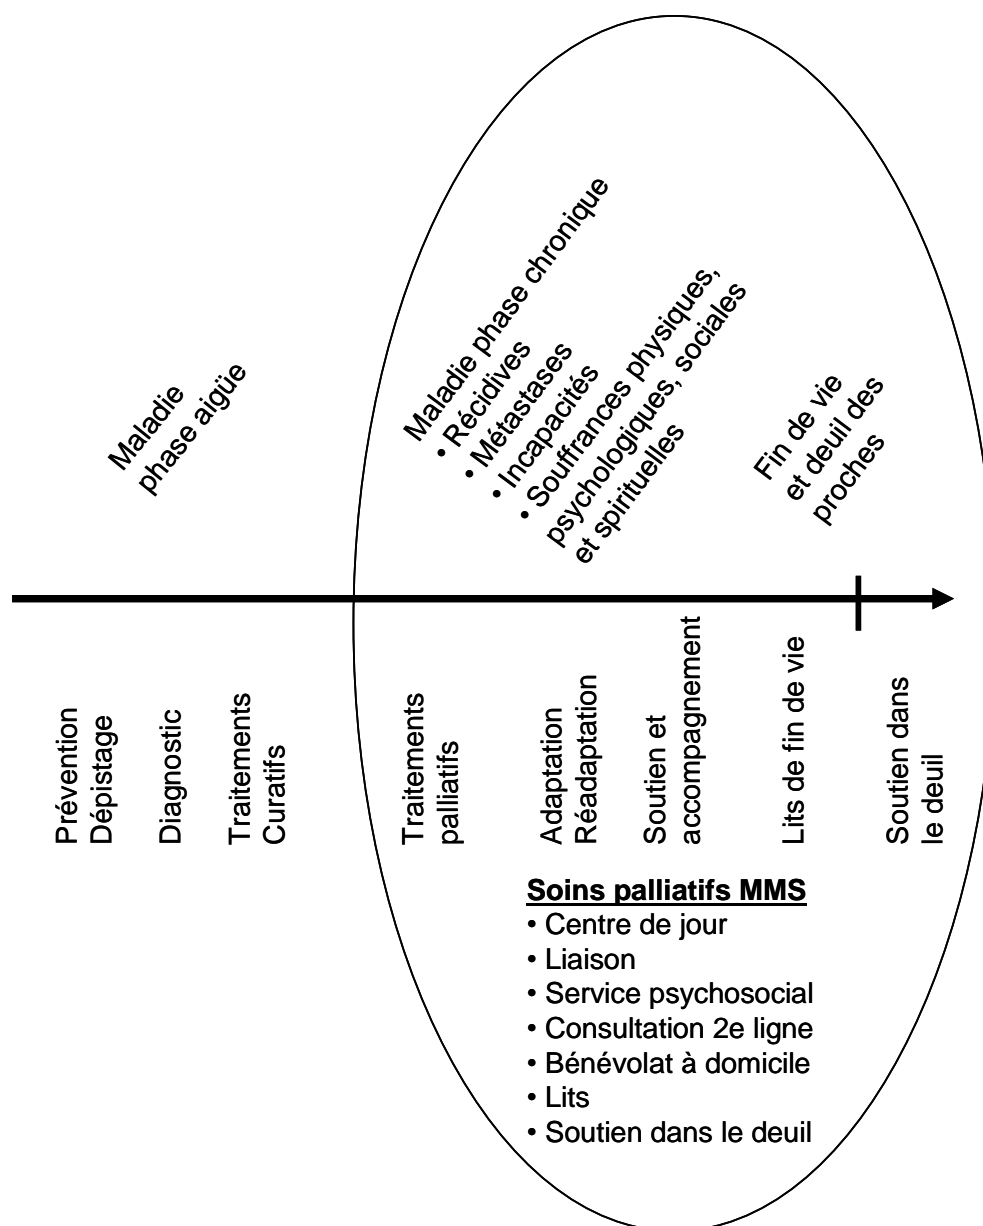 Maladie
phase aigüe
Maladie phase chronique
• Récidives
• Métastases
• Incapacités
• Souffrances physiques,
psychologiques, sociales
et spirituelles
Fin de vie
et deuil des
proches
Prévention
Dépistage
Diagnostic
Traitements
Curatifs
Traitements
palliatifs
Adaptation
Réadaptation
Soutien et
accompagnement
Lits de fin de vie
Soutien dans
le deuil
Soins palliatifs MMS
• Centre de jour
• Liaison
• Service psychosocial
• Consultation 2e ligne
• Bénévolat à domicile
• Lits
• Soutien dans le deuil